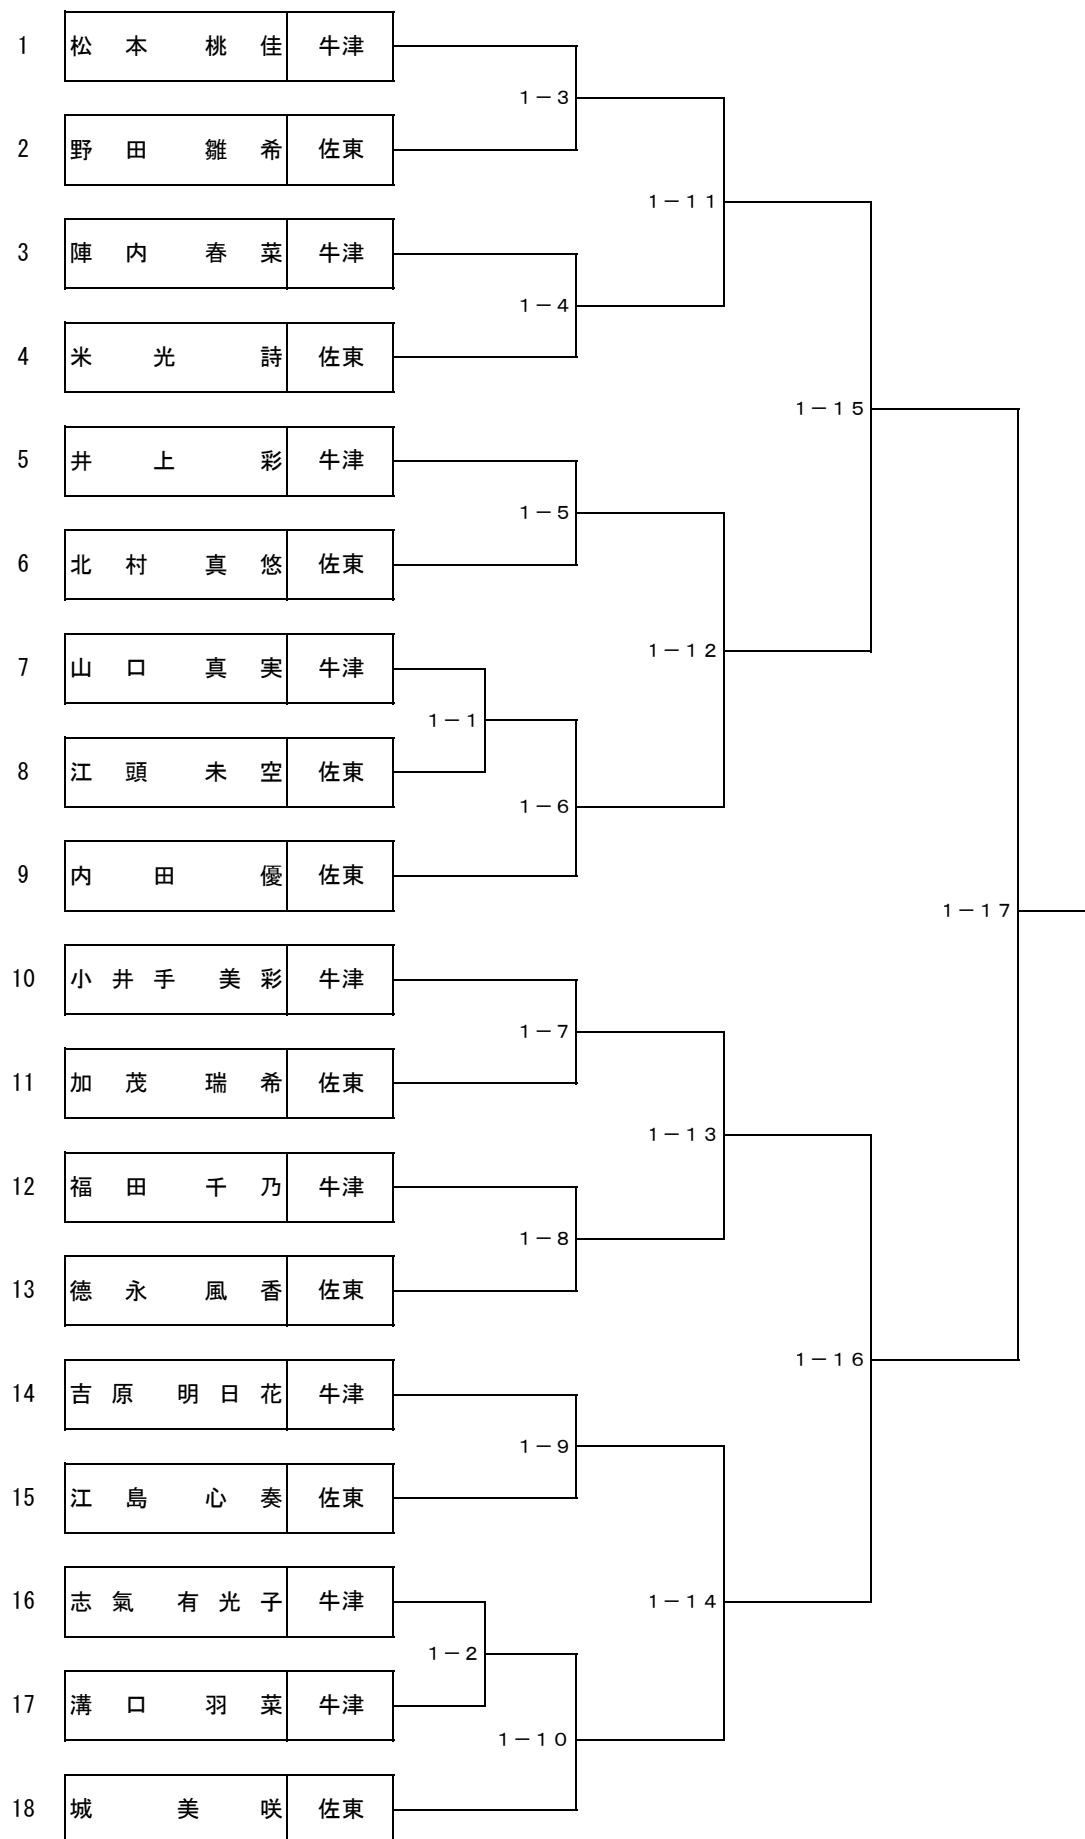 1 松本 桃佳 牛津
1－3
2 野田 雛希 佐東
1－11
3 陣内 春菜 牛津
1－4
4 米光 詩 佐東
1－15
5 井上 彩 牛津
1－5
6 北村 真悠 佐東
1－12
7 山口 真実 牛津
1－1
8 江頭 未空 佐東
1－6
9 内田 優 佐東
1－17
10 小井手 美彩 牛津
1－7
11 加茂 瑞希 佐東
1－13
12 福田 千乃 牛津
1－8
13 德永 風香 佐東
1－16
14 吉原 明日花 牛津
1－9
15 江島 心奏 佐東
16 志氣 有光子 牛津
1－14
1－2
17 溝口 羽菜 牛津
1－10
18 城 美咲 佐東